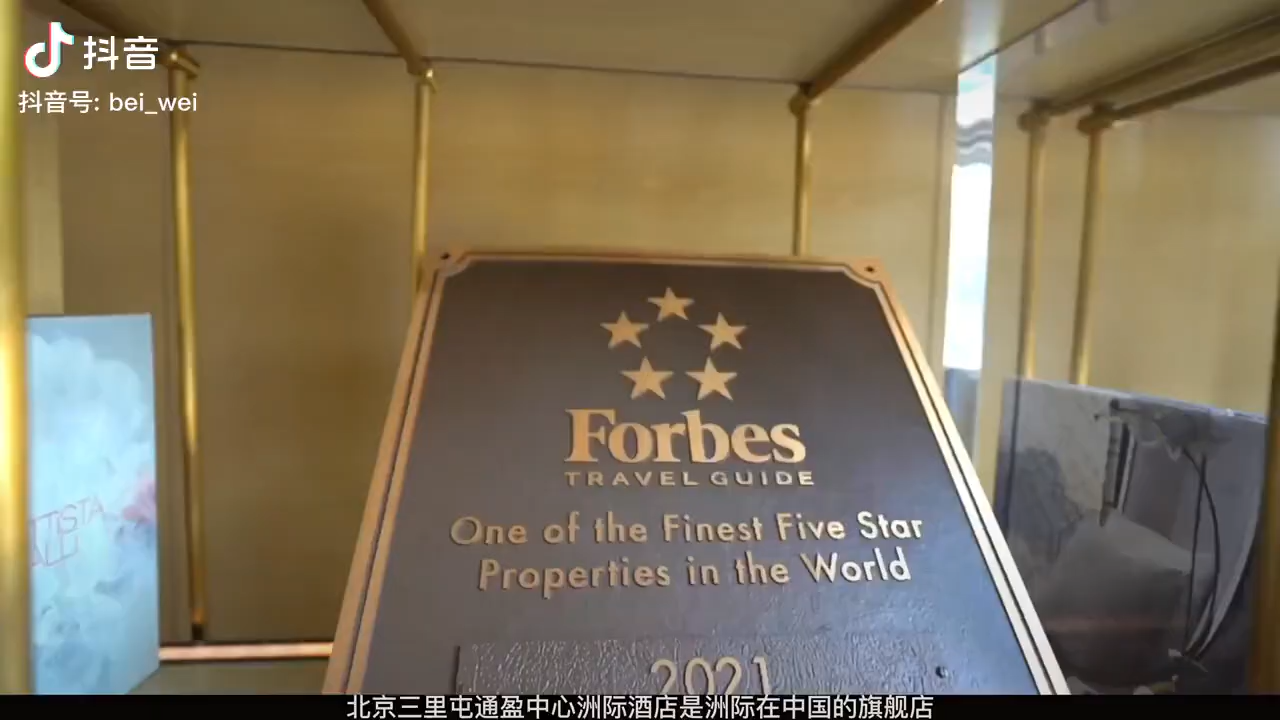 抖音
抖音号: bei_wei
Forbes
TRAVEL GUIDE
One of the Finest Five Star
Properties in the World
2021
北京三里屯通盈中心洲际酒店是洲际在中国的旗舰店